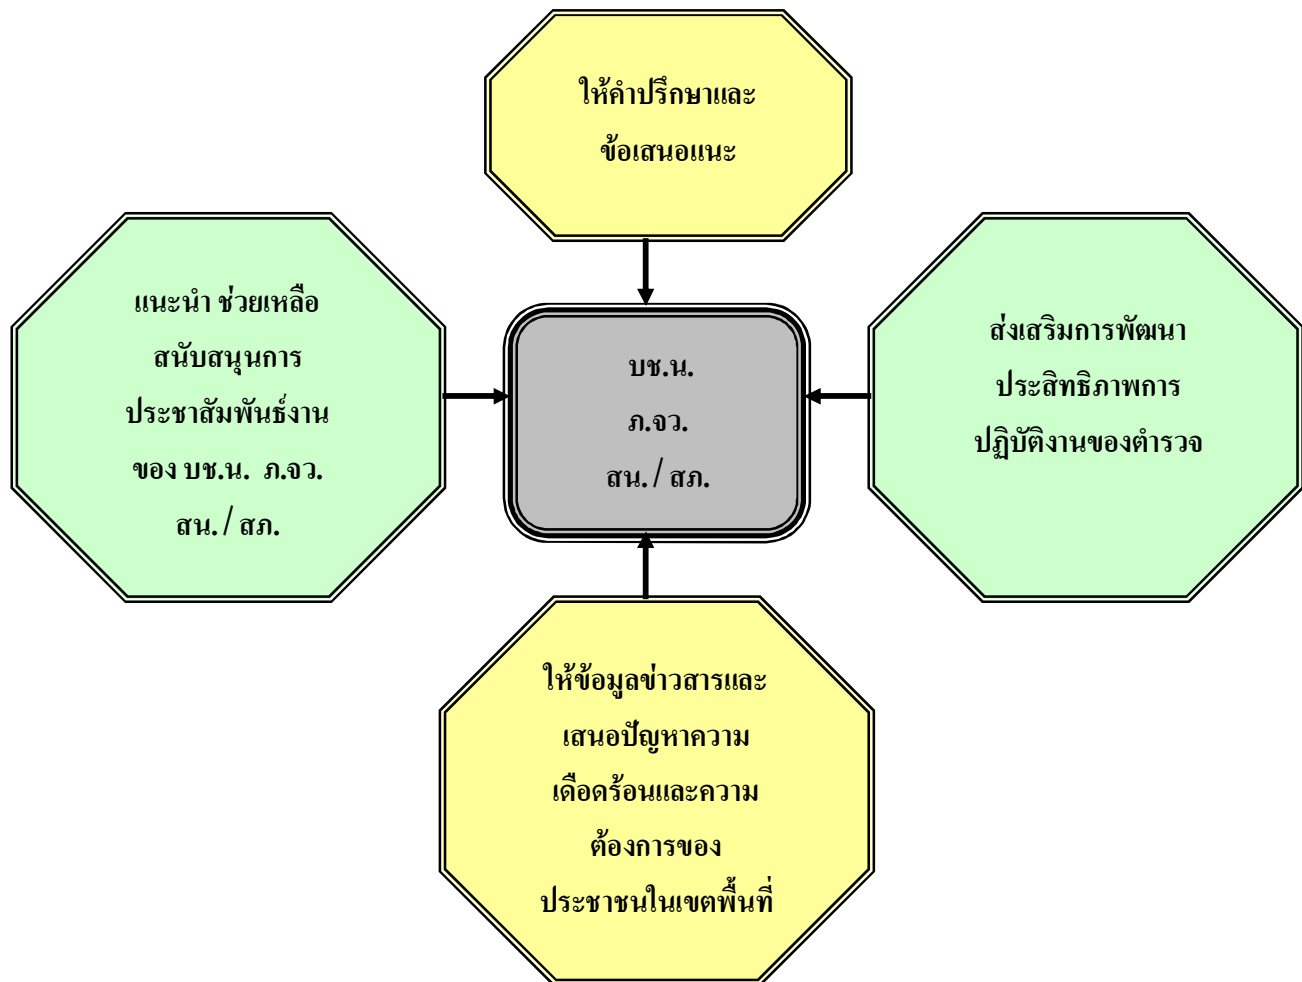 ให้คำปรึกษาและ
ข้อเสนอแนะ
แนะนำ ช่วยเหลือ
สนับสนุนการ
ประชาสัมพันธ์งาน
ของ บช.น. ภ.จว.
สน. / สภ.
บช.น.
ภ.จว.
สน. / สภ.
ส่งเสริมการพัฒนา
ประสิทธิภาพการ
ปฏิบัติงานของตำรวจ
ให้ข้อมูลข่าวสารและ
เสนอปัญหาความ
เดือดร้อนและความ
ต้องการของ
ประชาชนในเขตพื้นที่